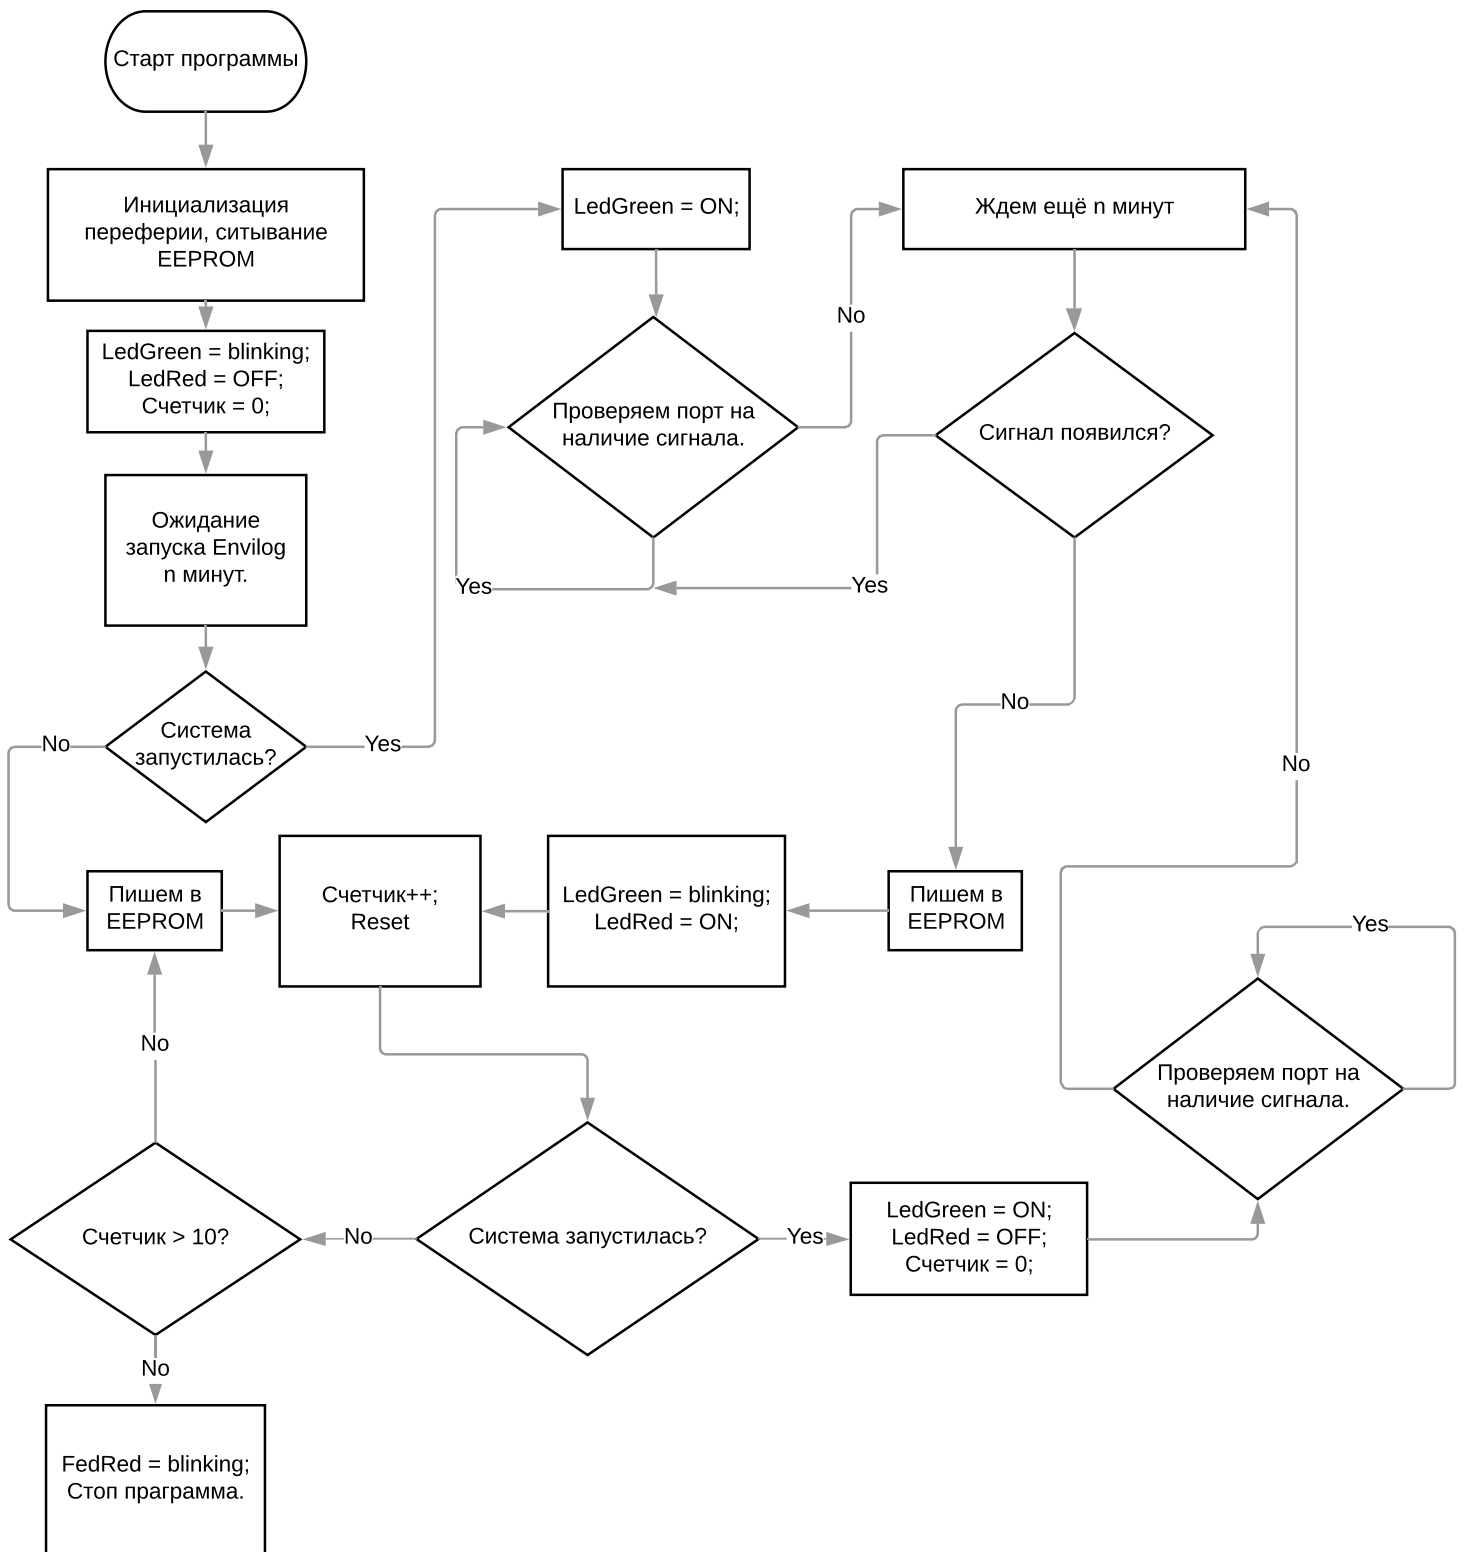 Старт программы
Инициализация
переферии, ситывание
EEPROM
LedGreen = blinking;
LedRed = OFF;
Счетчик = 0;
Ожидание
запуска Envilog
n минут.
Система
запустилась?
No
Yes
LedGreen = ON;
Проверяем порт на
наличие сигнала.
Yes
No
Ждем ещё n минут
Сигнал появился?
Yes
No
No
Пишем в
EEPROM
Счетчик++;
Reset
LedGreen = blinking;
LedRed = ON;
Пишем в
EEPROM
Yes
Проверяем порт на
наличие сигнала.
No
Счетчик > 10?
No
Система запустилась?
Yes
LedGreen = ON;
LedRed = OFF;
Счетчик = 0;
No
FedRed = blinking;
Стоп праграмма.